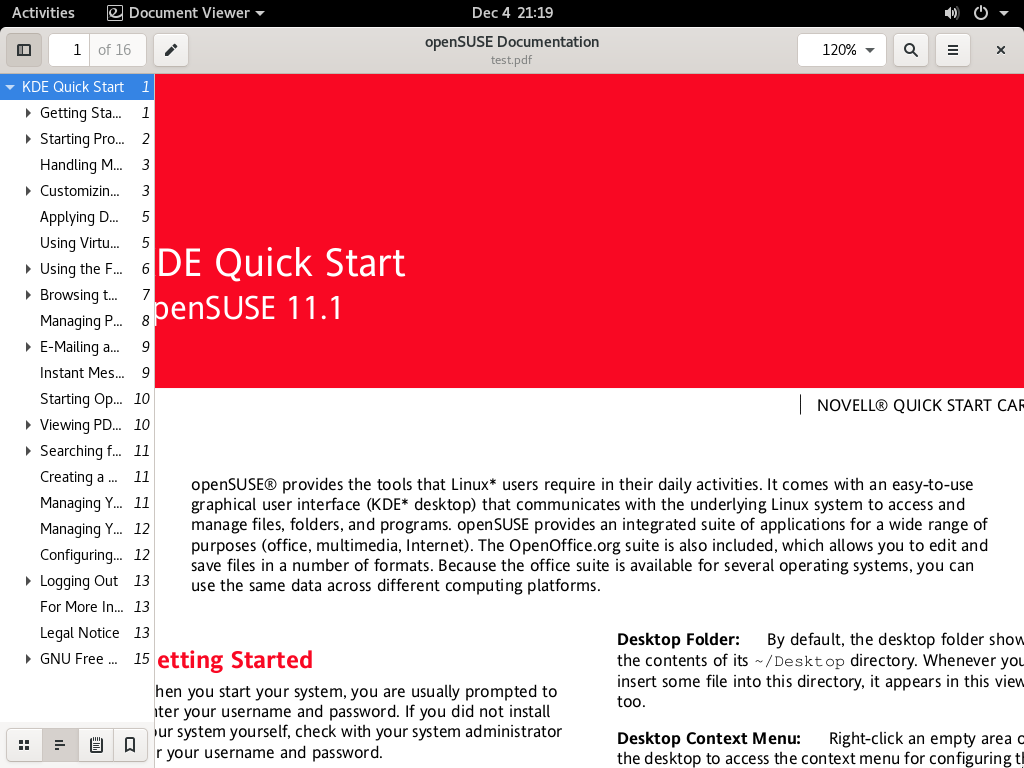 Activities Document Viewer Dec 4 21:19
openSUSE Documentation
test.pdf
1 of 16
120%
KDE Quick Start 1
Getting Sta... 1
Starting Pro... 2
Handling M... 3
Customizin... 3
Applying D... 5
Using Virtu... 5
Using the F... 6
Browsing t... 7
Managing P... 8
E-Mailing a... 9
Instant Mes... 9
Starting Op... 10
Viewing PD... 10
Searching f... 11
Creating a ... 11
Managing Y... 11
Managing Y... 12
Configuring... 12
Logging Out 13
For More In... 13
Legal Notice 13
GNU Free ... 15
DE Quick Start
penSUSE 11.1
NOVELL® QUICK START CAR
openSUSE® provides the tools that Linux* users require in their daily activities. It comes with an easy-to-use
graphical user interface (KDE* desktop) that communicates with the underlying Linux system to access and
manage files, folders, and programs. openSUSE provides an integrated suite of applications for a wide range of
purposes (office, multimedia, Internet). The OpenOffice.org suite is also included, which allows you to edit and
save files in a number of formats. Because the office suite is available for several operating systems, you can
use the same data across different computing platforms.
etting Started
hen you start your system, you are usually prompted to
ter your username and password. If you did not install
ur system yourself, check with your system administrator
r your username and password.
Desktop Folder: By default, the desktop folder show
the contents of its ~/Desktop directory. Whenever you
insert some file into this directory, it appears in this view
too.
Desktop Context Menu: Right-click an empty area o
the desktop to access the context menu for configuring th